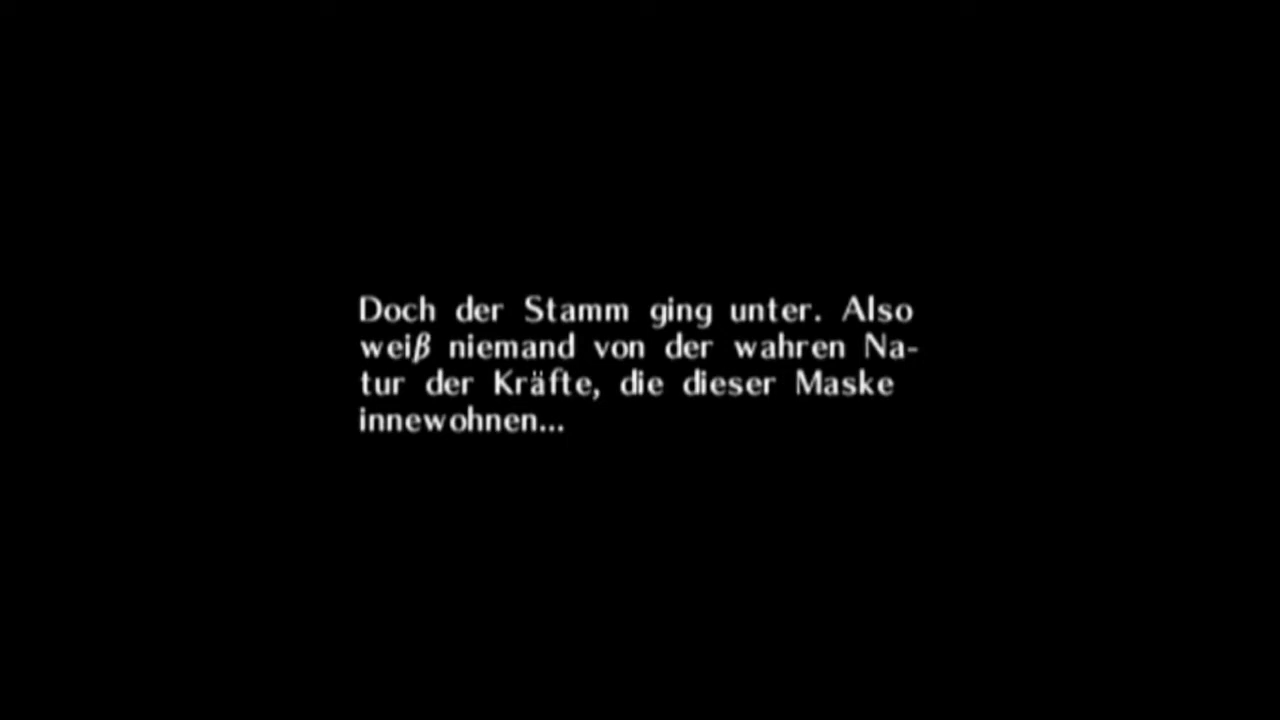 Doch der Stamm ging unter. Also
weiß niemand von der wahren Na-
tur der Kräfte, die dieser Maske
innewohnen...